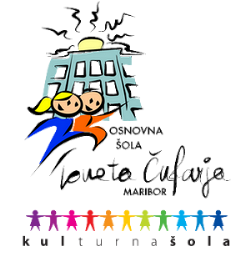 OSNOVNA
ŠOLA
Toneta Čufarja
MARIBOR
kulturnašola